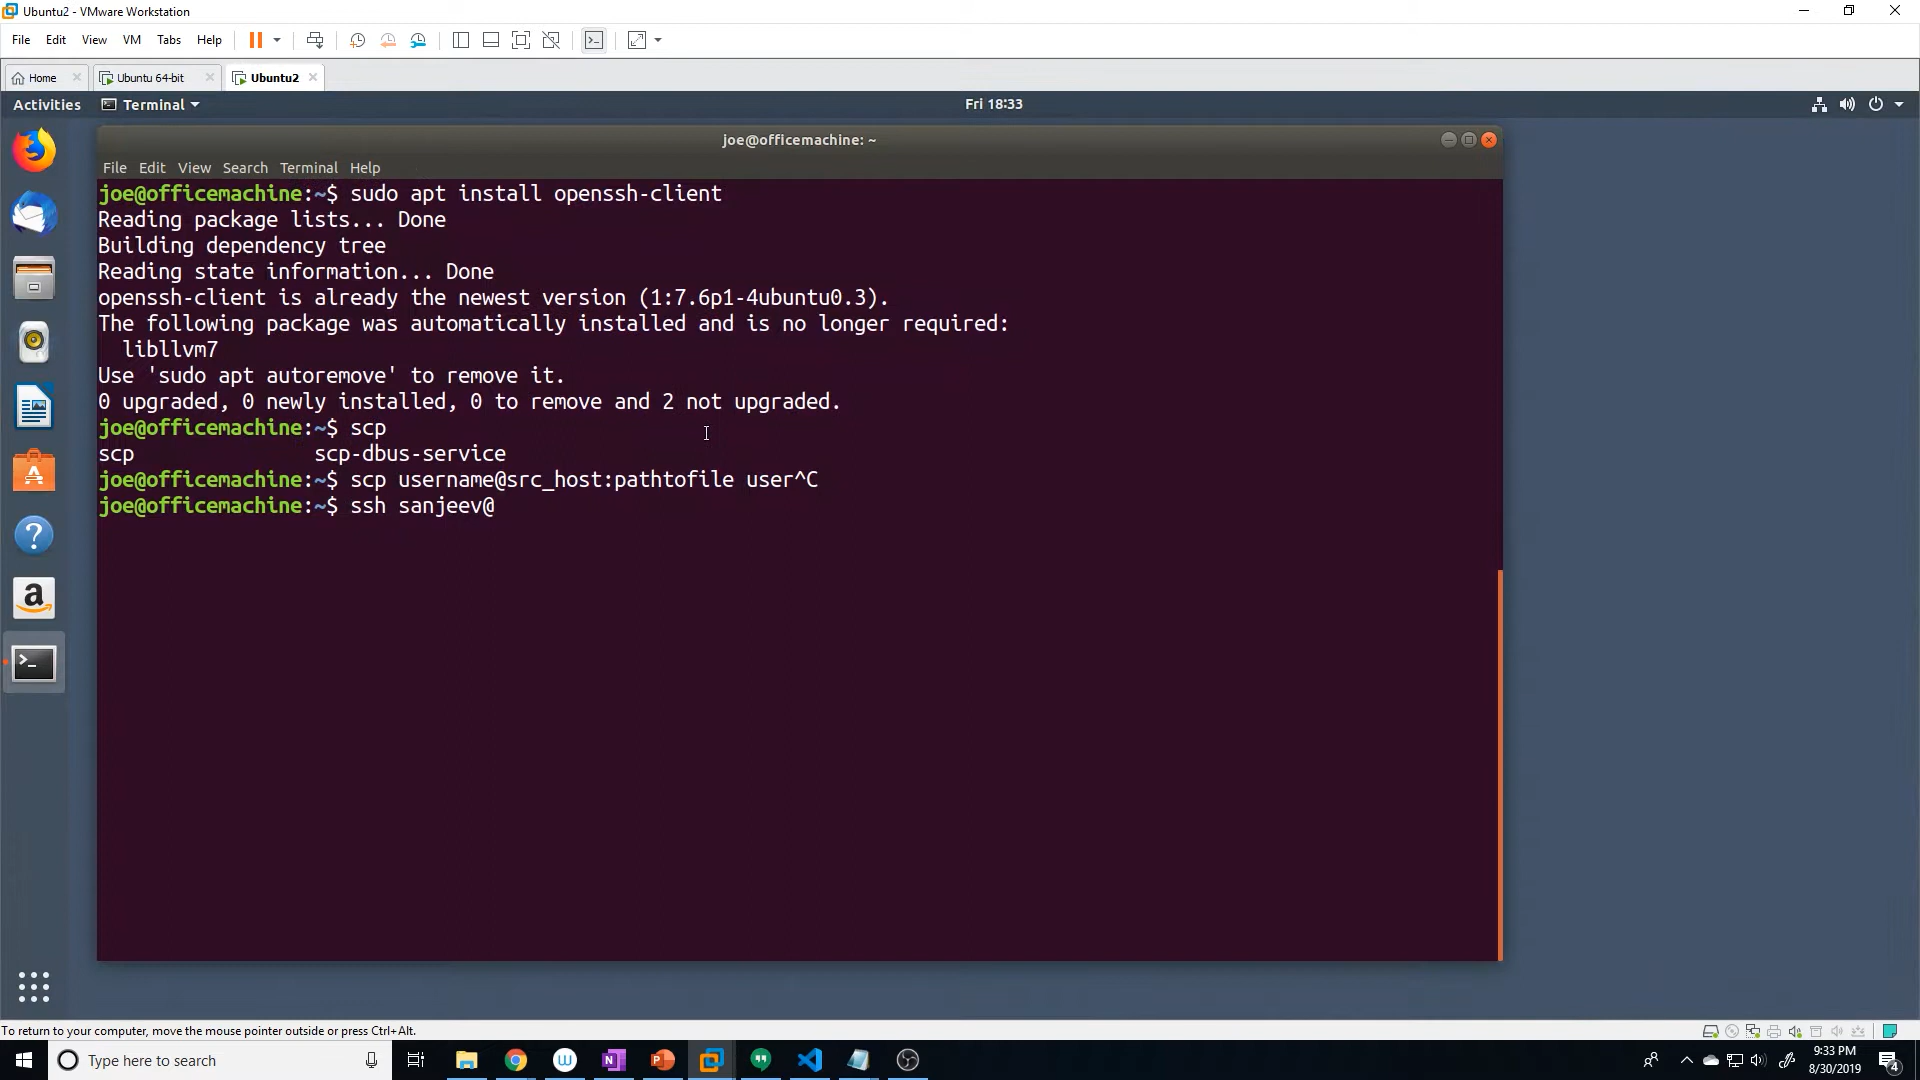 Ubuntu2 - VMware Workstation
File Edit View VM Tabs Help
Home Ubuntu 64-bit Ubuntu2
Activities Terminal Fri 18:33
joe@officemachine: ~
File Edit View Search Terminal Help
joe@officemachine:~$ sudo apt install openssh-client
Reading package lists... Done
Building dependency tree
Reading state information... Done
openssh-client is already the newest version (1:7.6p1-4ubuntu0.3).
The following package was automatically installed and is no longer required:
libllvm7
Use 'sudo apt autoremove' to remove it.
0 upgraded, 0 newly installed, 0 to remove and 2 not upgraded.
joe@officemachine:~$ scp
scp scp-dbus-service
joe@officemachine:~$ scp username@src_host:pathtofile user^C
joe@officemachine:~$ ssh sanjeev@
To return to your computer, move the mouse pointer outside or press Ctrl+Alt.
Type here to search
9:33 PM
8/30/2019
4